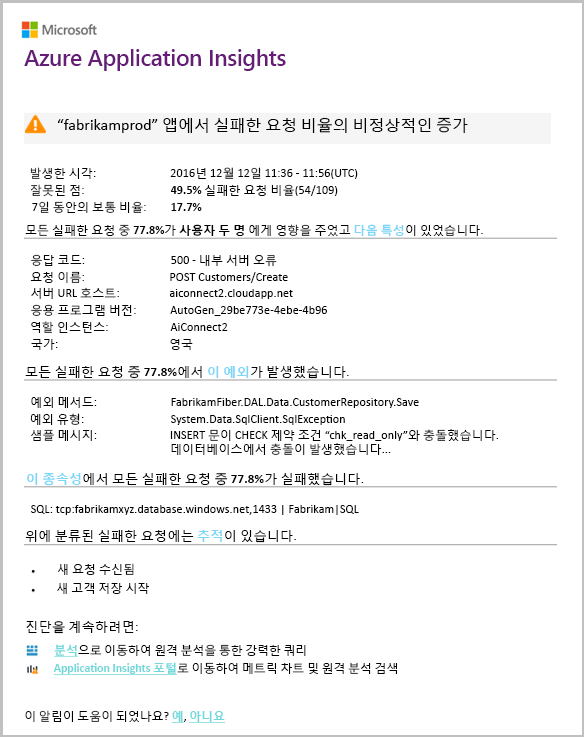 Microsoft
Azure Application Insights
“fabrikamprod” 앱에서 실패한 요청 비율의 비정상적인 증가
발생한 시각: 2016년 12월 12일 11:36 - 11:56(UTC)
잘못된 점: 49.5% 실패한 요청 비율(54/109)
7일 동안의 보통 비율: 17.7%
모든 실패한 요청 중 77.8%가 사용자 두 명 에게 영향을 주었고 다음 특성이 있었습니다.
응답 코드: 500 - 내부 서버 오류
요청 이름: POST Customers/Create
서버 URL 호스트: aiconnect2.cloudapp.net
응용 프로그램 버전: AutoGen_29be773e-4ebe-4b96
역할 인스턴스: AiConnect2
국가: 영국
모든 실패한 요청 중 77.8%에서 이 예외가 발생했습니다.
예외 메서드: FabrikamFiber.DAL.Data.CustomerRepository.Save
예외 유형: System.Data.SqlClient.SqlException
샘플 메시지: INSERT 문이 CHECK 제약 조건 “chk_read_only”와 충돌했습니다.
데이터베이스에서 충돌이 발생했습니다...
이 종속성에서 모든 실패한 요청 중 77.8%가 실패했습니다.
SQL: tcp:fabrikamxyz.database.windows.net,1433 | Fabrikam|SQL
위에 분류된 실패한 요청에는 추적이 있습니다.
• 새 요청 수신됨
• 새 고객 저장 시작
진단을 계속하려면:
분석으로 이동하여 원격 분석을 통한 강력한 쿼리
Application Insights 포털로 이동하여 메트릭 차트 및 원격 분석 검색
이 알림이 도움이 되었나요? 예, 아니요